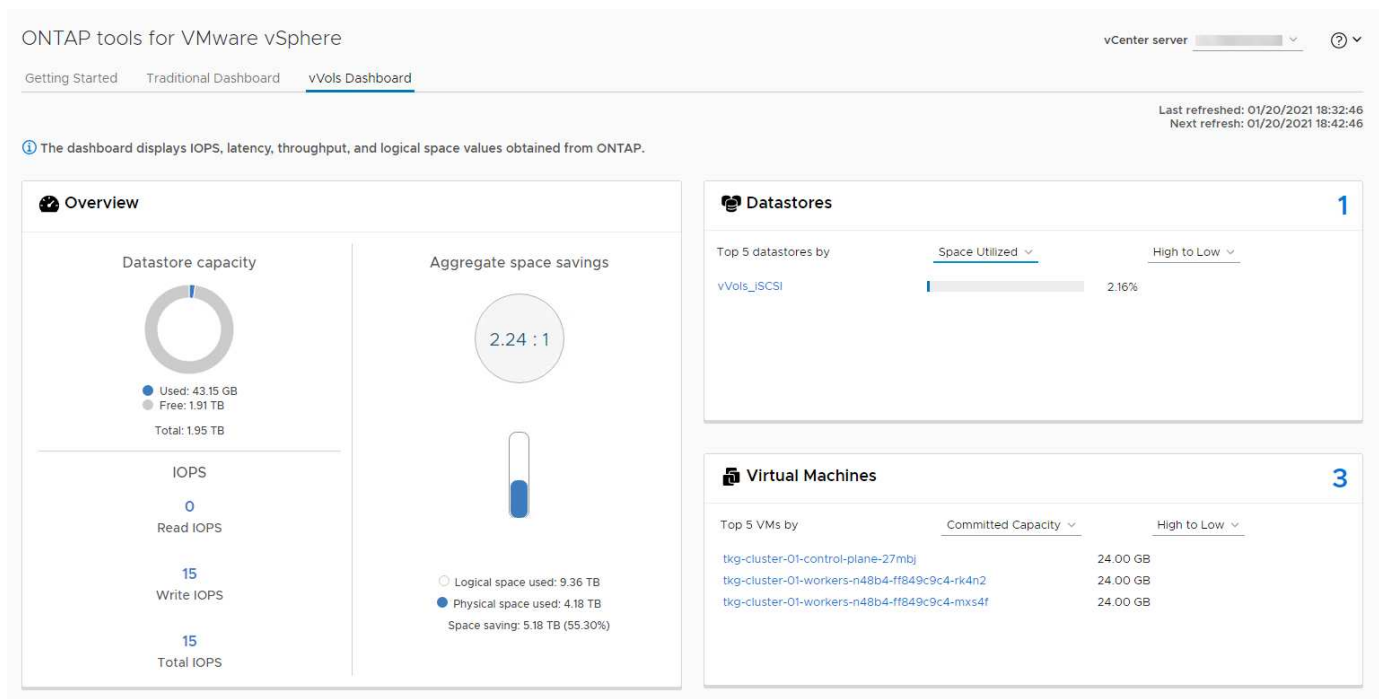 ONTAP tools for VMware vSphere
vCenter server
Getting Started Traditional Dashboard vVols Dashboard
Last refreshed: 01/20/2021 18:32:46
Next refresh: 01/20/2021 18:42:46
The dashboard displays IOPS, latency, throughput, and logical space values obtained from ONTAP.
Overview
Datastore capacity
Used: 43.15 GB
Free: 1.91 TB
Total: 1.95 TB
IOPS
0
Read IOPS
15
Write IOPS
15
Total IOPS
Aggregate space savings
2.24 : 1
Logical space used: 9.36 TB
Physical space used: 4.18 TB
Space saving: 5.18 TB (55.30%)
Datastores 1
Top 5 datastores by Space Utilized High to Low
vVols_iSCSI 2.16%
Virtual Machines 3
Top 5 VMs by Committed Capacity High to Low
tkg-cluster-01-control-plane-27mbj 24.00 GB
tkg-cluster-01-workers-n48b4-ff849c9c4-rk4n2 24.00 GB
tkg-cluster-01-workers-n48b4-ff849c9c4-mxs4f 24.00 GB